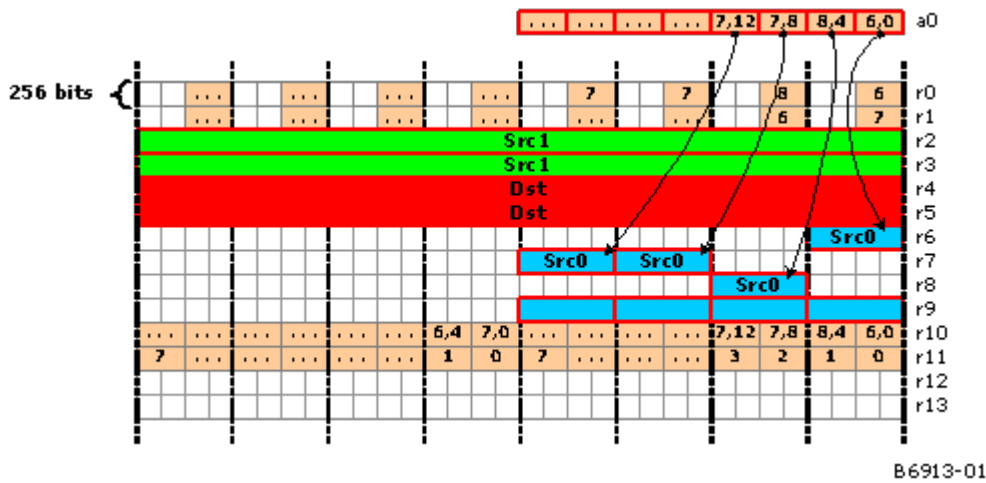 ... ... ... ... 7,12 7,8 8,4 6,0 a0
256 bits { ... ... ... ... 7 7 8 6 r0
... ... ... ... ... ... 6 7 r1
Src1 r2
Src1 r3
Dst r4
Dst r5
Src0 r6
Src0 Src0 r7
Src0 r8
r9
... ... ... ... ... ... 6,4 7,0 ... ... ... ... 7,12 7,8 8,4 6,0 r10
7 ... ... ... ... ... 1 0 7 ... ... ... 3 2 1 0 r11
r12
r13
B6913-01